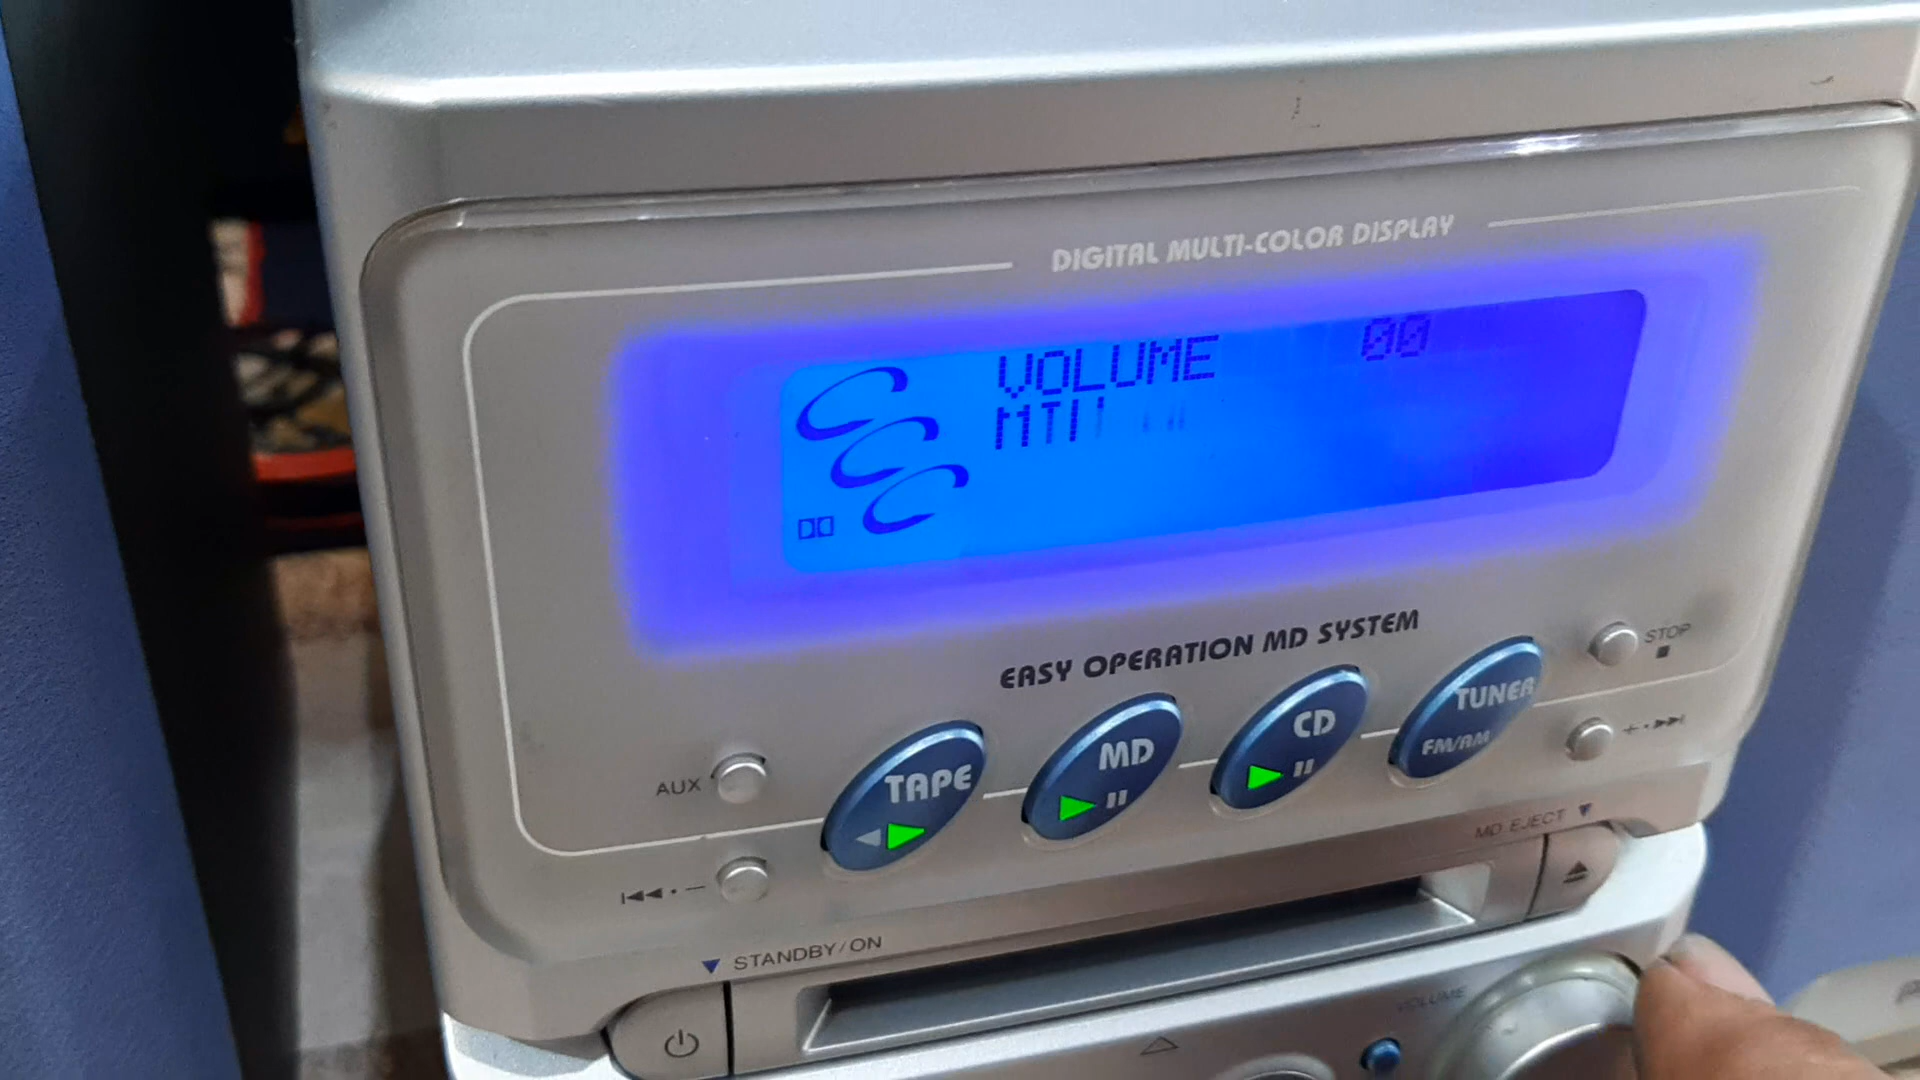 DIGITAL MULTI-COLOR DISPLAY
VOLUME 00
EASY OPERATION MD SYSTEM
STOP
TUNER
FM/AM
CD
MD
TAPE
AUX
MD EJECT
STANDBY/ON
VOLUME